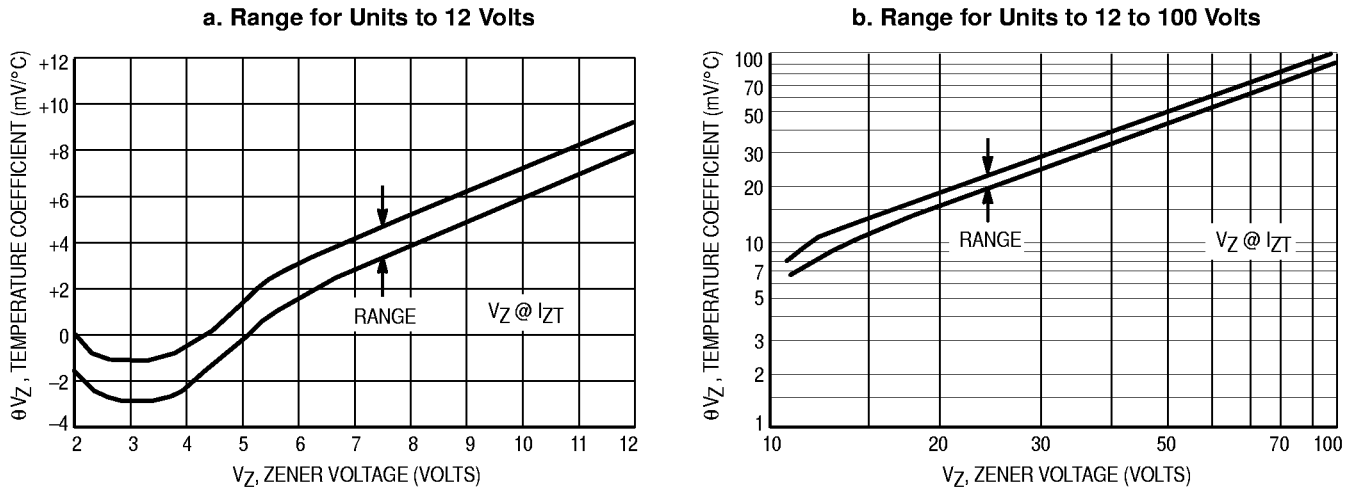 a. Range for Units to 12 Volts
θVZ, TEMPERATURE COEFFICIENT (mV/°C)
+12
+10
+8
+6
+4
+2
0
−2
−4
2 3 4 5 6 7 8 9 10 11 12
VZ, ZENER VOLTAGE (VOLTS)
RANGE
VZ @ IZT
b. Range for Units to 12 to 100 Volts
θVZ, TEMPERATURE COEFFICIENT (mV/°C)
100
70
50
30
20
10
7
5
3
2
1
10 20 30 50 70 100
VZ, ZENER VOLTAGE (VOLTS)
RANGE
VZ @ IZT